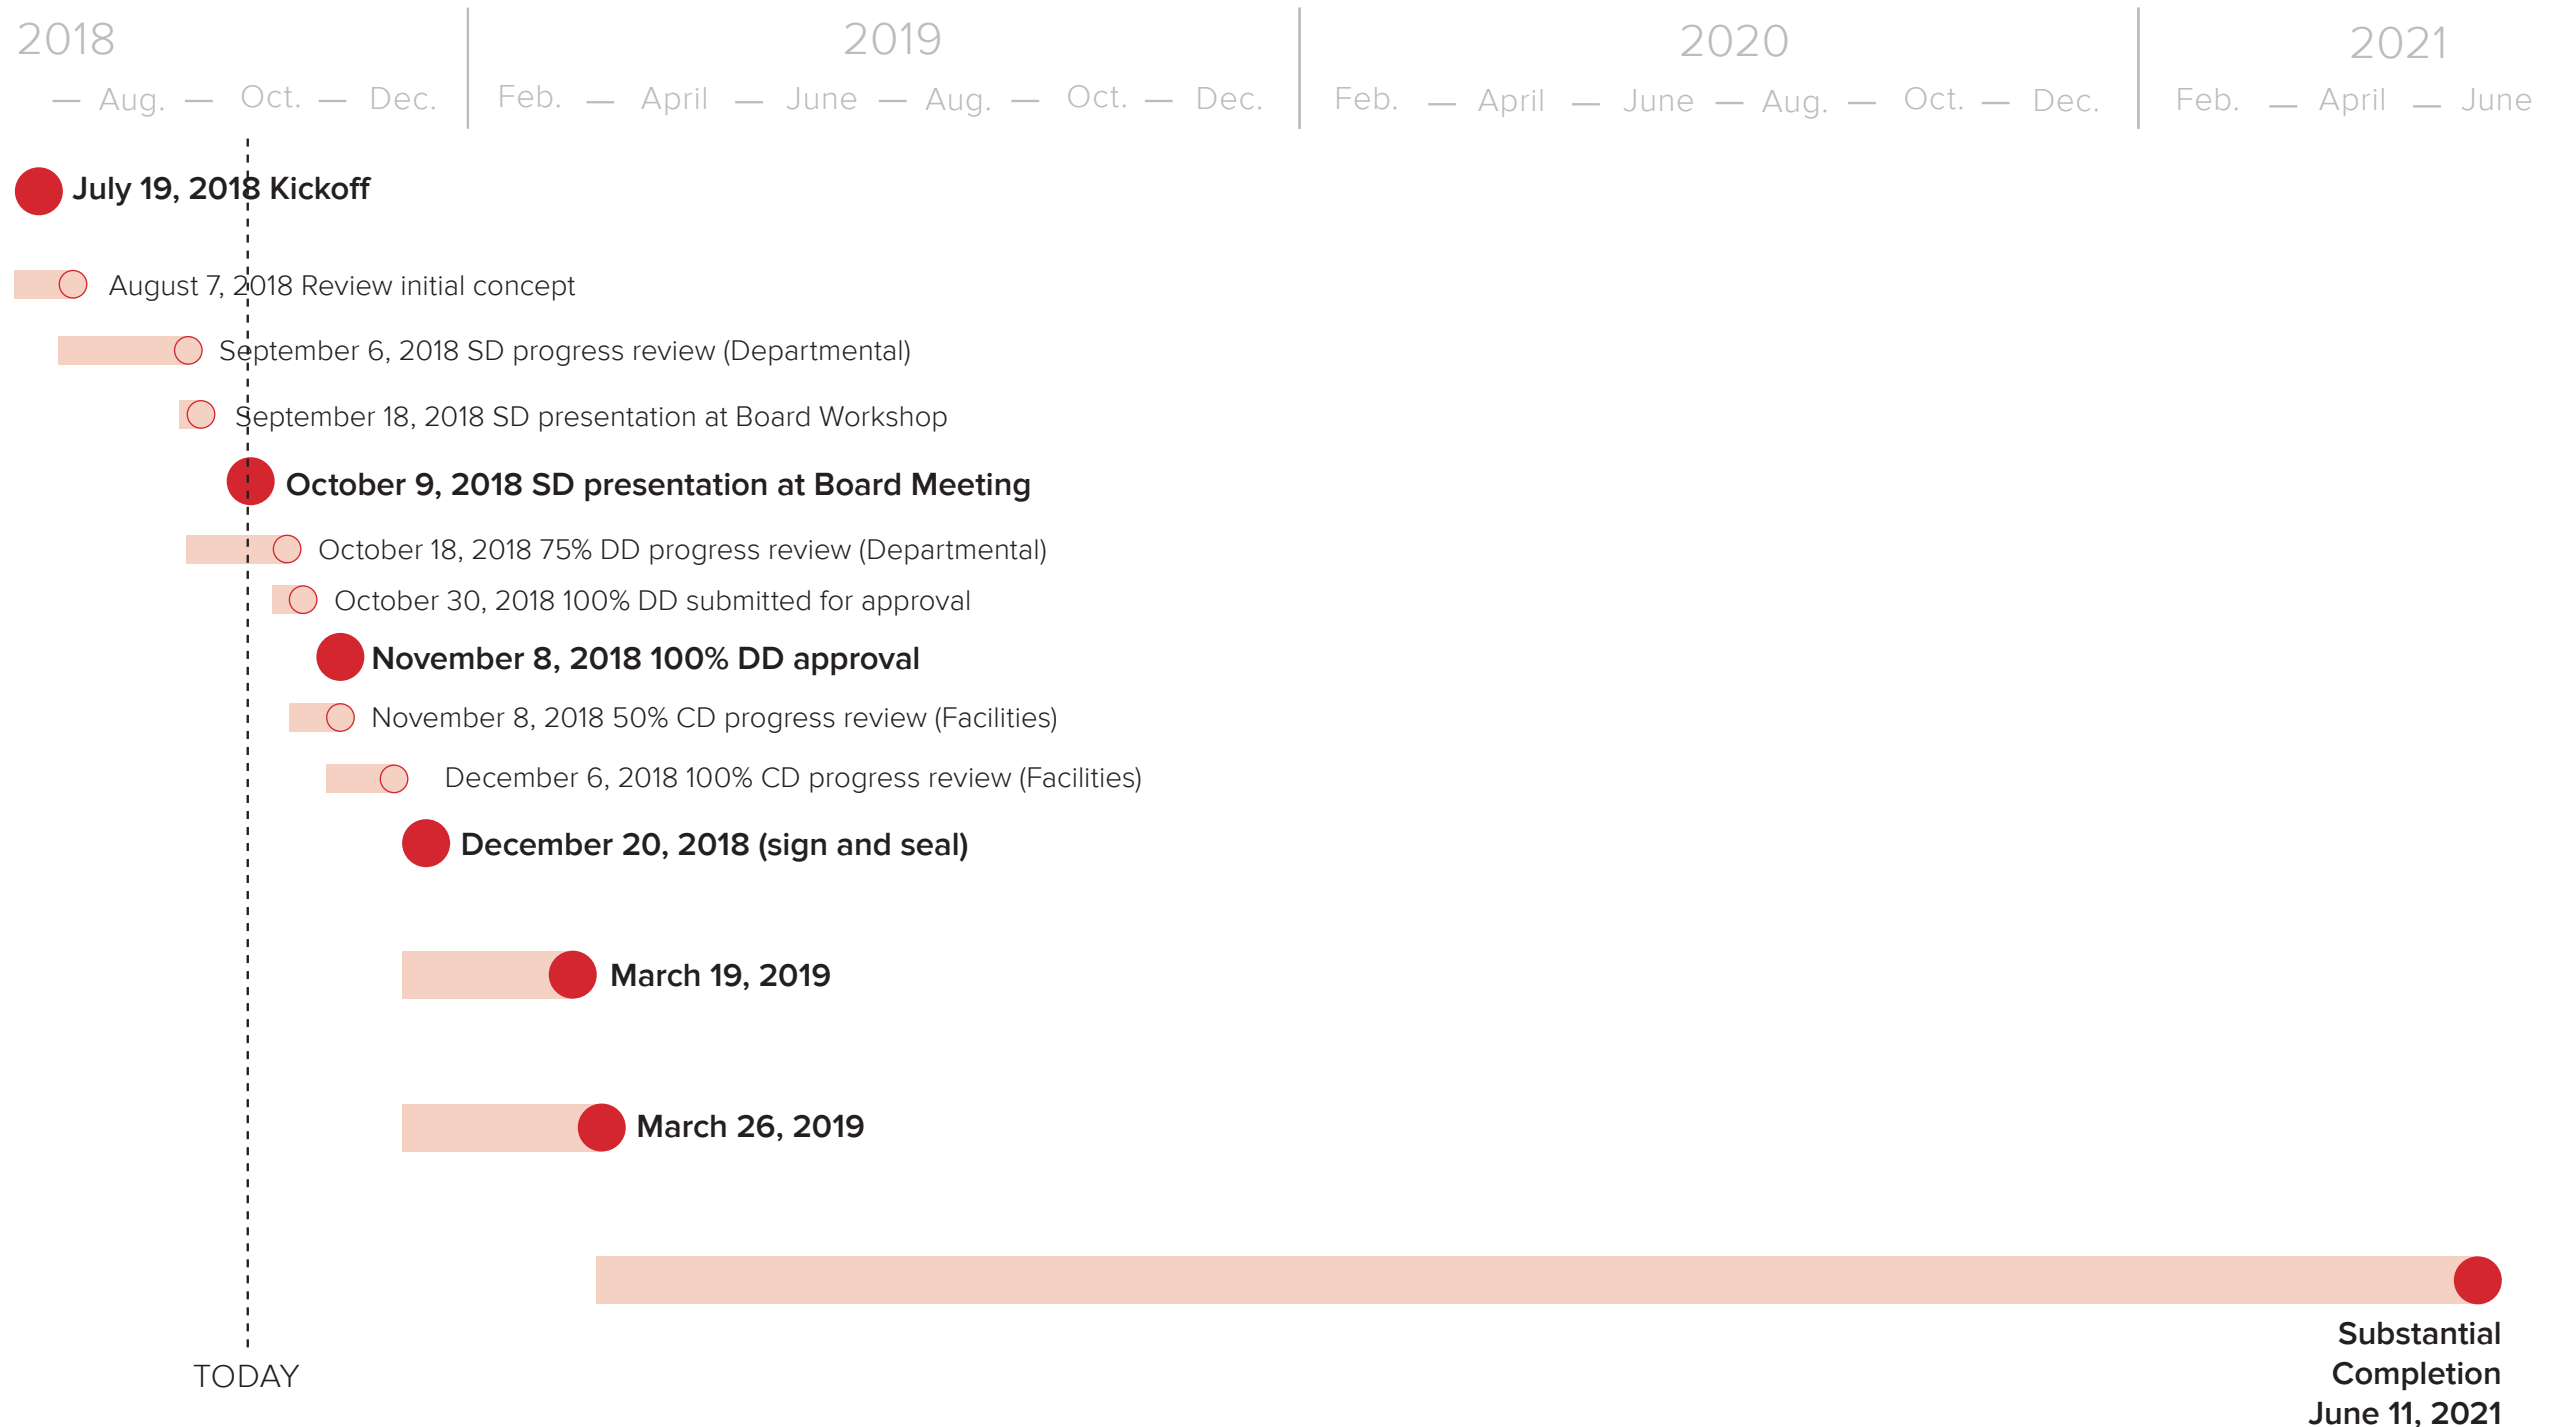 2018 2019 2020 2021
— Aug. — Oct. — Dec. Feb. — April — June — Aug. — Oct. — Dec. Feb. — April — June — Aug. — Oct. — Dec. Feb. — April — June
July 19, 2018 Kickoff
August 7, 2018 Review initial concept
September 6, 2018 SD progress review (Departmental)
September 18, 2018 SD presentation at Board Workshop
October 9, 2018 SD presentation at Board Meeting
October 18, 2018 75% DD progress review (Departmental)
October 30, 2018 100% DD submitted for approval
November 8, 2018 100% DD approval
November 8, 2018 50% CD progress review (Facilities)
December 6, 2018 100% CD progress review (Facilities)
December 20, 2018 (sign and seal)
March 19, 2019
March 26, 2019
Substantial
Completion
June 11, 2021
TODAY